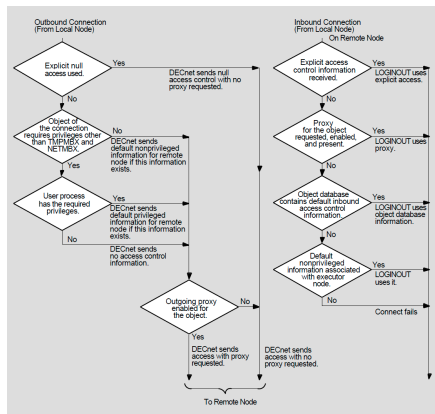 Outbound Connection
(From Local Node)
Explicit null
access used.
Yes
DECnet sends null
access control with no
proxy requested.
No
Object of
the connection
requires privileges other
than TMPMBX and
NETMBX.
No
DECnet sends
default nonprivileged
information for remote
node if this information
exists.
Yes
User process
has the required
privileges.
Yes
DECnet sends
default privileged
information for remote
node if this information
exists.
No
DECnet sends
no access control
information.
Outgoing proxy
enabled for
the object.
No
Yes
DECnet sends
access with proxy
requested.
DECnet sends
access with no
proxy requested.
To Remote Node
Inbound Connection
(From Local Node)
On Remote Node
Explicit access
control information
received.
Yes
LOGINOUT uses
explicit access.
No
Proxy
for the object
requested, enabled,
and present.
Yes
LOGINOUT uses
proxy.
No
Object database
contains default inbound
access control
information.
Yes
LOGINOUT uses
object database
information.
No
Default
nonprivileged
information associated
with executor
node.
Yes
LOGINOUT
uses it.
No
Connect fails